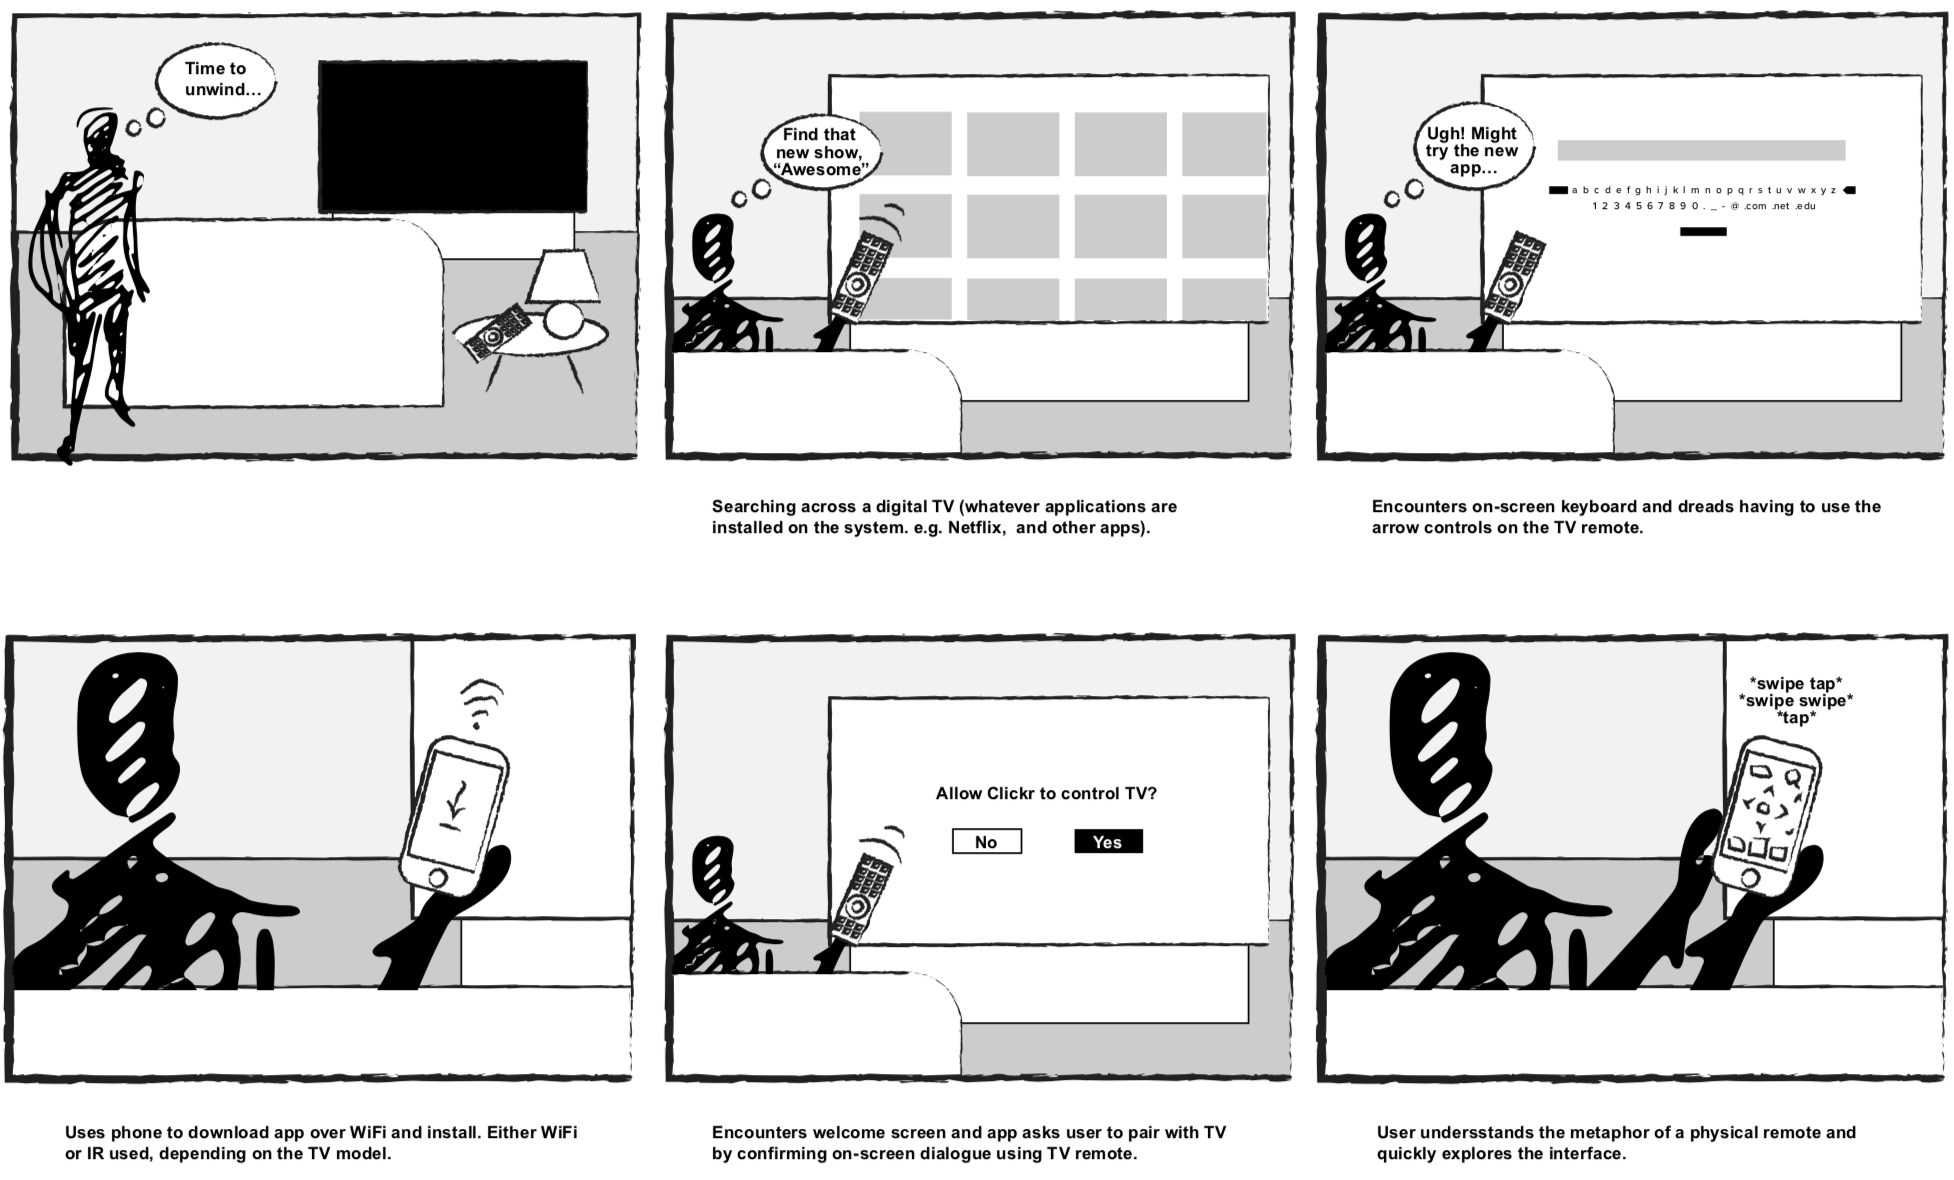 Time to
unwind…
Find that
new show,
“Awesome”
Ugh! Might
try the new
app…
a b c d e f g h i j k l m n o p q r s t u v w x y z
1 2 3 4 5 6 7 8 9 0 . _ - @ .com .net .edu
Searching across a digital TV (whatever applications are
installed on the system. e.g. Netflix,  and other apps).
Encounters on-screen keyboard and dreads having to use the
arrow controls on the TV remote.
Allow Clickr to control TV?
No Yes
*swipe tap*
*swipe swipe*
*tap*
Uses phone to download app over WiFi and install. Either WiFi
or IR used, depending on the TV model.
Encounters welcome screen and app asks user to pair with TV
by confirming on-screen dialogue using TV remote.
User undersstands the metaphor of a physical remote and
quickly explores the interface.